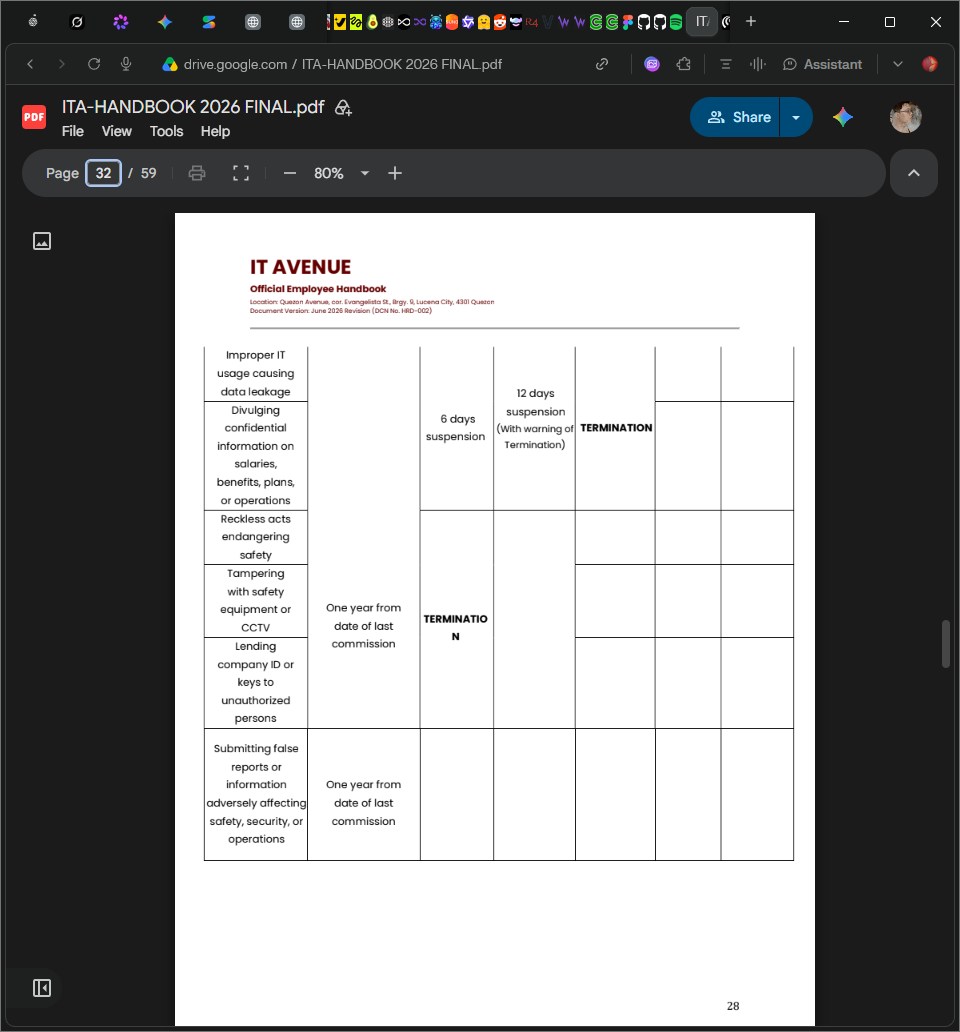 R4
IT/
drive.google.com / ITA-HANDBOOK 2026 FINAL.pdf
Assistant
PDF
ITA-HANDBOOK 2026 FINAL.pdf
File View Tools Help
Share
Page 32 / 59
80%
IT AVENUE
Official Employee Handbook
Location: Quezon Avenue, cor. Evangelista St., Brgy. 9, Lucena City, 4301 Quezon
Document Version: June 2026 Revision (DCN No. HRD-002)
Improper IT
usage causing
data leakage
Divulging
confidential
information on
salaries,
benefits, plans,
or operations
6 days
suspension
12 days
suspension
(With warning of
Termination)
TERMINATION
Reckless acts
endangering
safety
Tampering
with safety
equipment or
CCTV
Lending
company ID or
keys to
unauthorized
persons
One year from
date of last
commission
TERMINATIO
N
Submitting false
reports or
information
adversely affecting
safety, security, or
operations
One year from
date of last
commission
28